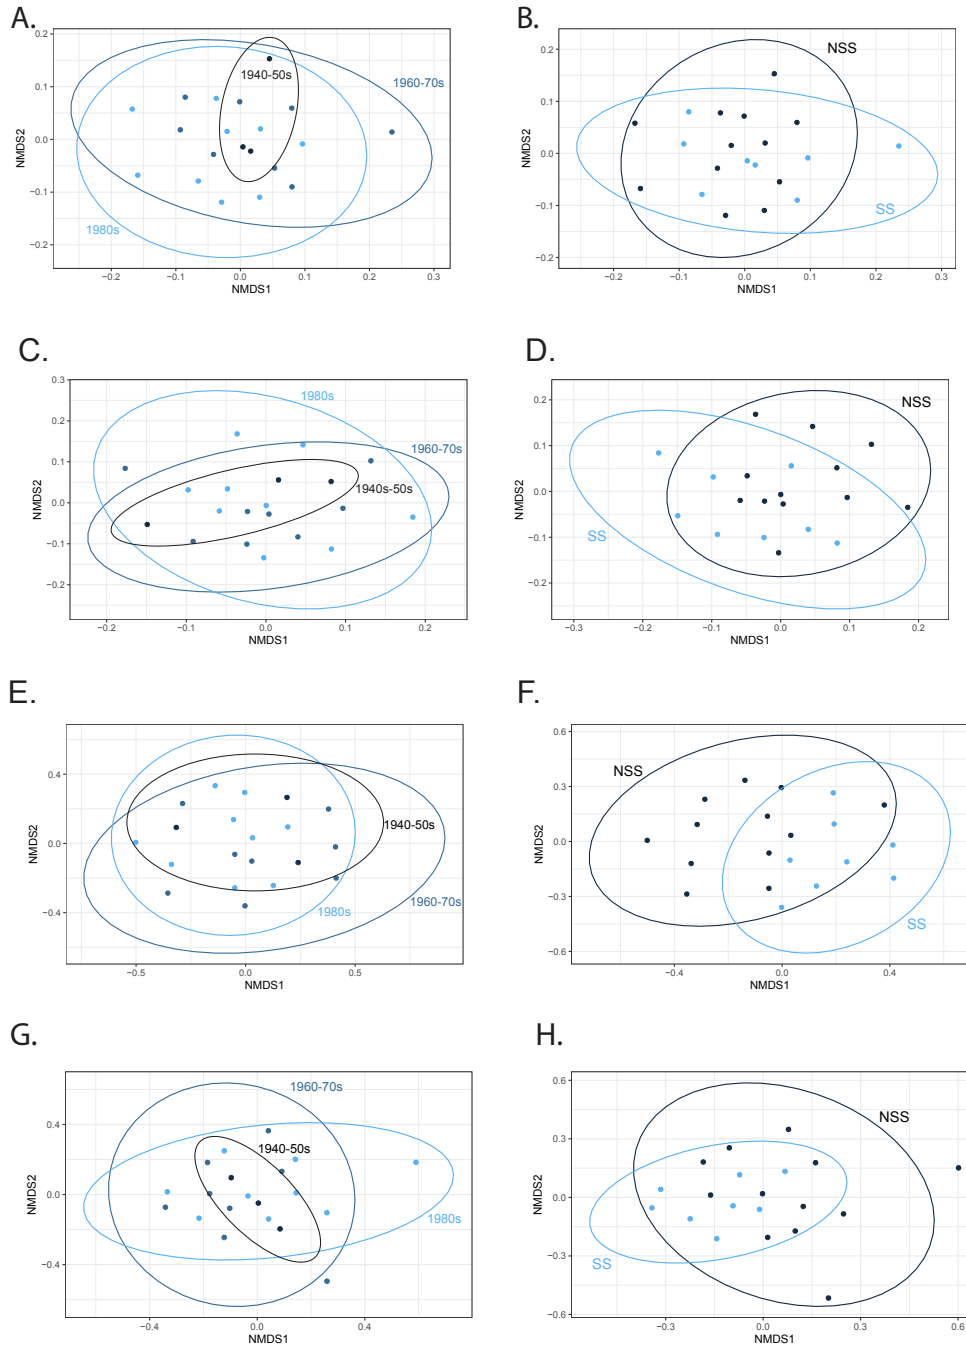 A.
0.2
0.1
0.0
−0.1
−0.2
NMDS2
1940-50s
1960-70s
1980s
−0.2
−0.1
0.0
0.1
0.2
0.3
NMDS1
B.
0.2
0.1
0.0
−0.1
−0.2
NMDS2
NSS
SS
−0.2
−0.1
0.0
0.1
0.2
0.3
NMDS1
C.
0.3
0.2
0.1
0.0
−0.1
−0.2
NMDS2
1980s
1960-70s
1940s-50s
−0.2
−0.1
0.0
0.1
0.2
NMDS1
D.
0.2
0.1
0.0
−0.1
−0.2
NMDS2
NSS
SS
−0.3
−0.2
−0.1
0.0
0.1
0.2
NMDS1
E.
0.4
0.0
−0.4
NMDS2
1940-50s
1960-70s
1980s
−0.5
0.0
0.5
NMDS1
F.
0.6
0.3
0.0
−0.3
−0.6
NMDS2
NSS
SS
−0.4
0.0
0.4
NMDS1
G.
0.4
0.0
−0.4
NMDS2
1960-70s
1940-50s
1980s
−0.4
0.0
0.4
NMDS1
H.
0.6
0.3
0.0
−0.3
−0.6
NMDS2
NSS
SS
−0.3
0.0
0.3
0.6
NMDS1